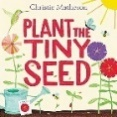 Christie Matheson
PLANT THE
TINY
SEED